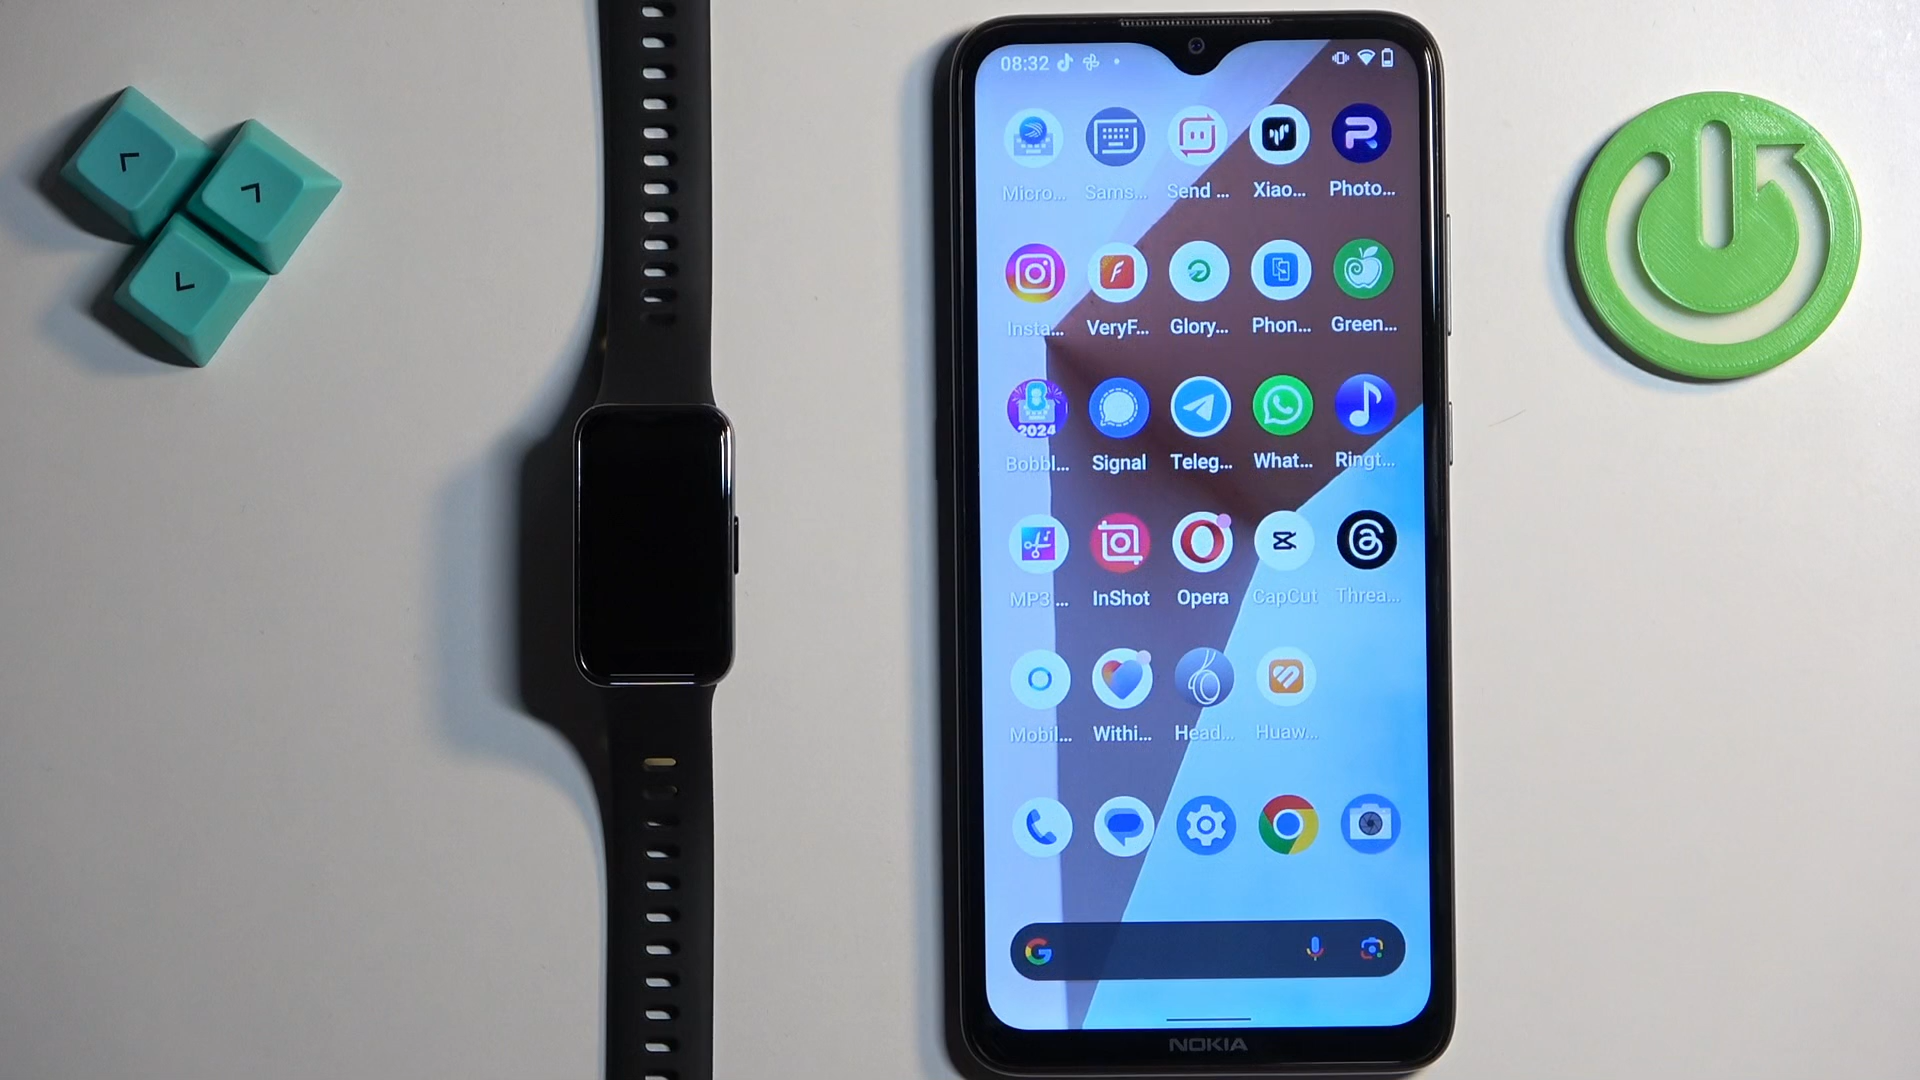 08:32
Micro... Sams... Send ... Xiao... Photo...
Insta... VeryF... Glory... Phon... Green...
2024
Bobbl... Signal Teleg... What... Ringt...
MP3 ... InShot Opera CapCut Threa...
Mobil... Withi... Head... Huaw...
NOKIA